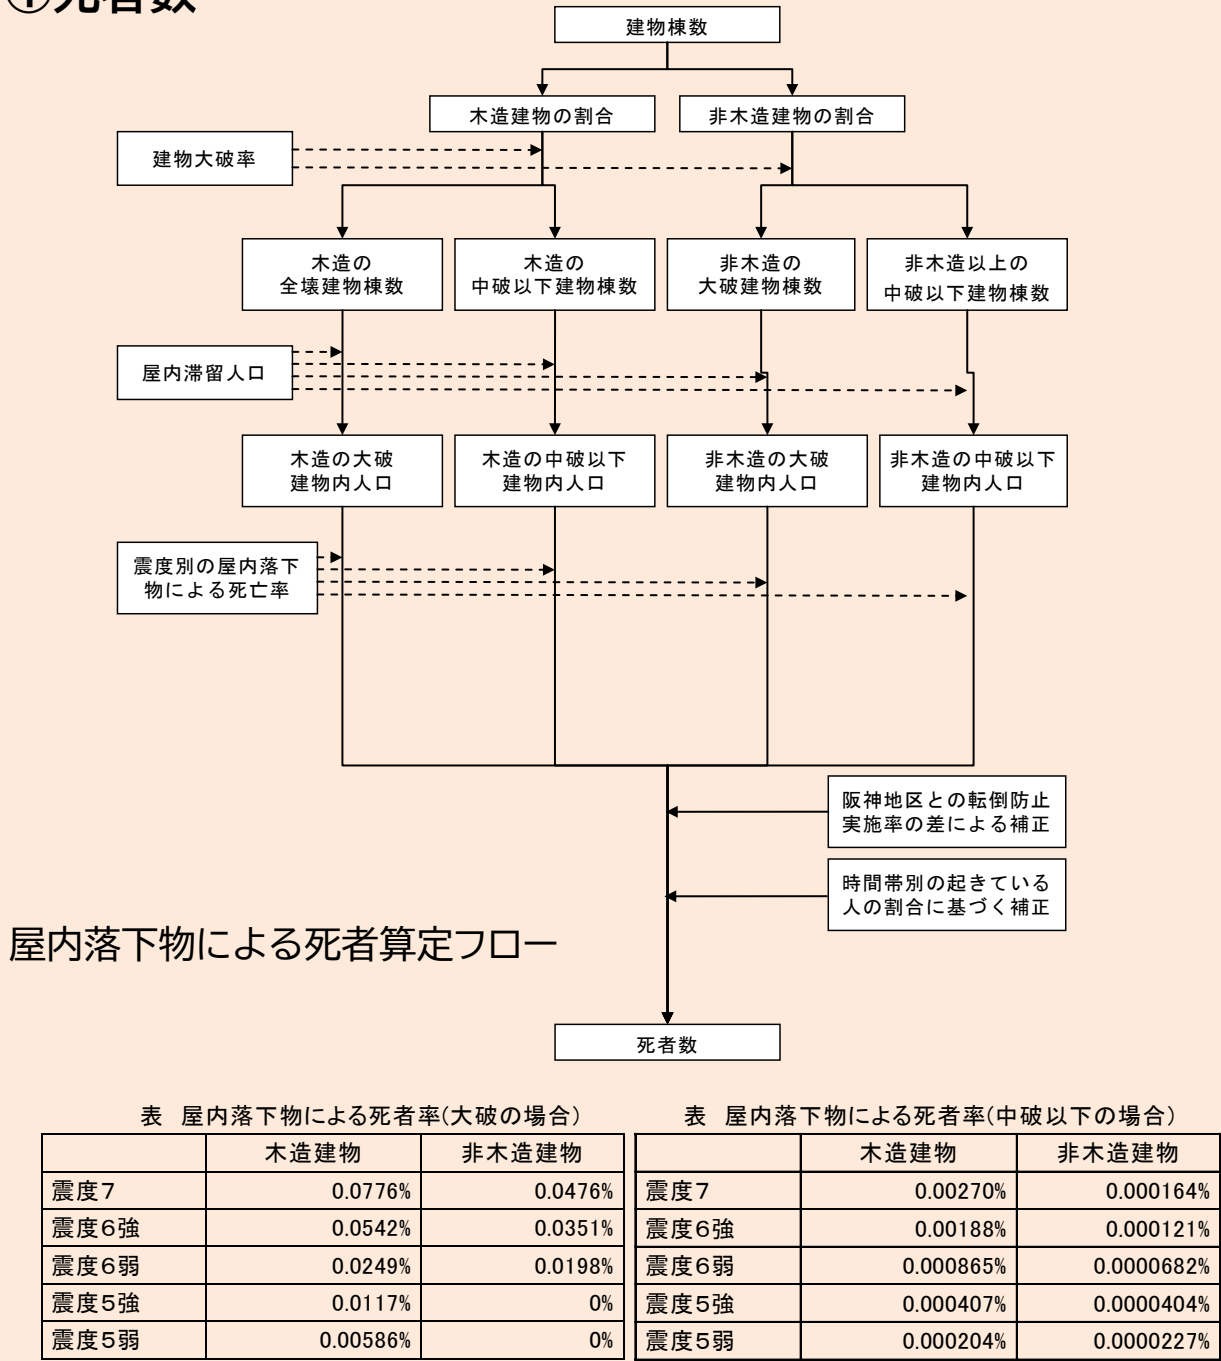 ①死者数
建物棟数
木造建物の割合
非木造建物の割合
建物大破率
木造の
全壊建物棟数
木造の
中破以下建物棟数
非木造の
大破建物棟数
非木造以上の
中破以下建物棟数
屋内滞留人口
木造の大破
建物内人口
木造の中破以下
建物内人口
非木造の大破
建物内人口
非木造の中破以下
建物内人口
震度別の屋内落下
物による死亡率
阪神地区との転倒防止
実施率の差による補正
時間帯別の起きている
人の割合に基づく補正
屋内落下物による死者算定フロー
死者数
表 屋内落下物による死者率(大破の場合)
木造建物 非木造建物
震度7 0.0776% 0.0476%
震度6強 0.0542% 0.0351%
震度6弱 0.0249% 0.0198%
震度5強 0.0117% 0%
震度5弱 0.00586% 0%
表 屋内落下物による死者率(中破以下の場合)
木造建物 非木造建物
震度7 0.00270% 0.000164%
震度6強 0.00188% 0.000121%
震度6弱 0.000865% 0.0000682%
震度5強 0.000407% 0.0000404%
震度5弱 0.000204% 0.0000227%